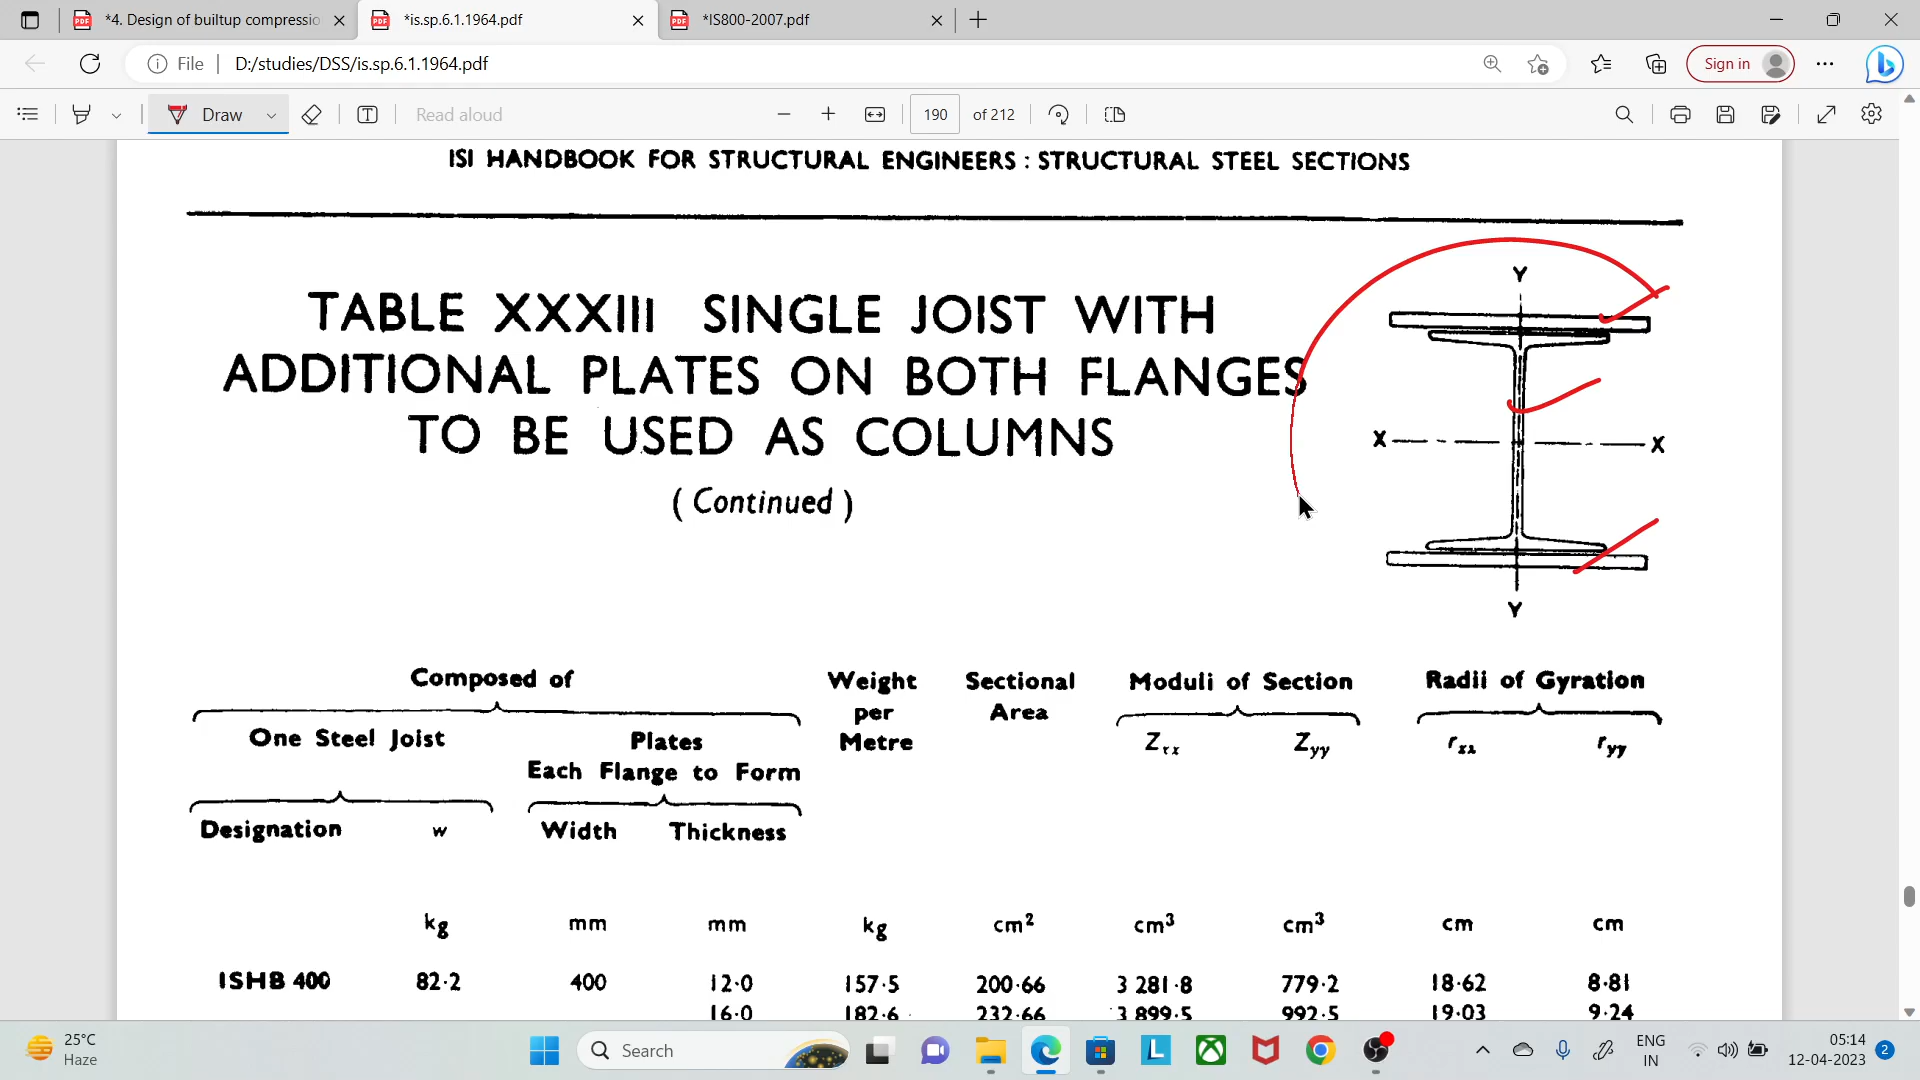 *4. Design of builtup compressio
*is.sp.6.1.1964.pdf
*IS800-2007.pdf
File
D:/studies/DSS/is.sp.6.1.1964.pdf
Sign in
Draw
Read aloud
190 of 212
ISI HANDBOOK FOR STRUCTURAL ENGINEERS : STRUCTURAL STEEL SECTIONS
TABLE XXXIII SINGLE JOIST WITH
ADDITIONAL PLATES ON BOTH FLANGES
TO BE USED AS COLUMNS
( Continued )
Y
X X
Y
Composed of Weight per Metre Sectional Area Moduli of Section Radii of Gyration
One Steel Joist Plates Zxx Zyy rxx ryy
Each Flange to Form
Designation w Width Thickness
kg mm mm kg cm² cm³ cm³ cm cm
ISHB 400 82·2 400 12·0 157·5 200·66 3 281·8 779·2 18·62 8·81
16·0 182·6 232·66 3 899·5 992·5 19·03 9·24
25°C
Haze
Search
ENG
IN
05:14
12-04-2023
2